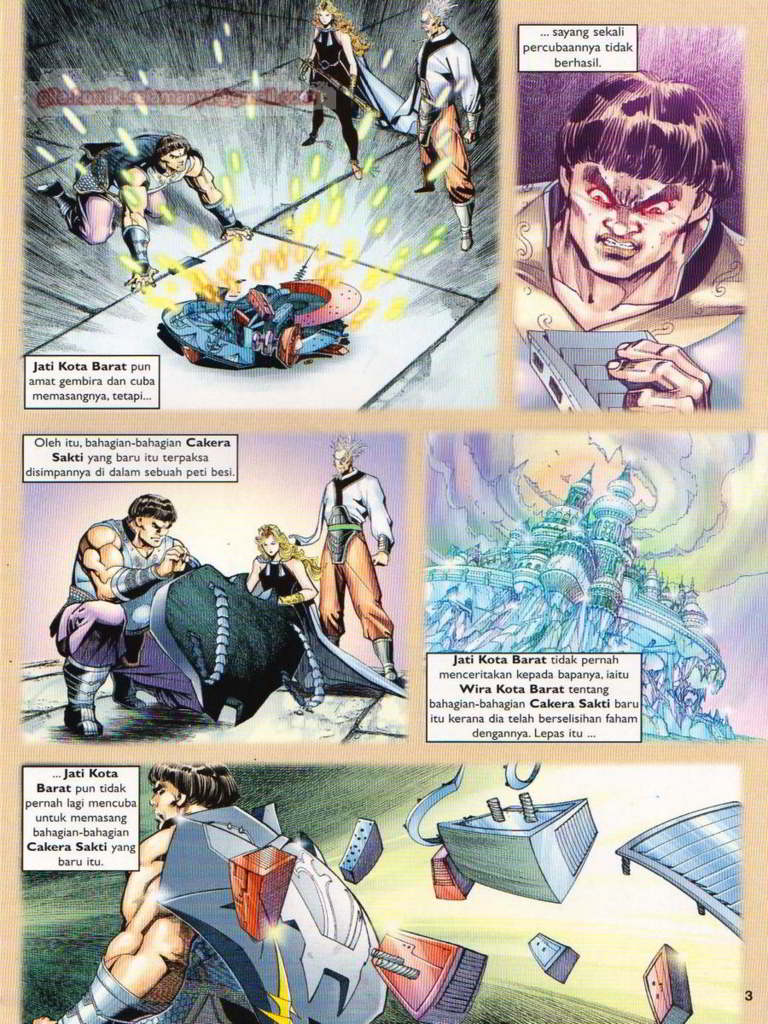 Jati Kota Barat pun
amat gembira dan cuba
memasangnya, tetapi...
... sayang sekali
percubaannya tidak
berhasil.
Oleh itu, bahagian-bahagian Cakera
Sakti yang baru itu terpaksa
disimpannya di dalam sebuah peti besi.
Jati Kota Barat tidak pernah
menceritakan kepada bapanya, iaitu
Wira Kota Barat tentang
bahagian-bahagian Cakera Sakti baru
itu kerana dia telah berselisihan faham
dengannya. Lepas itu ...
... Jati Kota
Barat pun tidak
pernah lagi mencuba
untuk memasang
bahagian-bahagian
Cakera Sakti yang
baru itu.
3